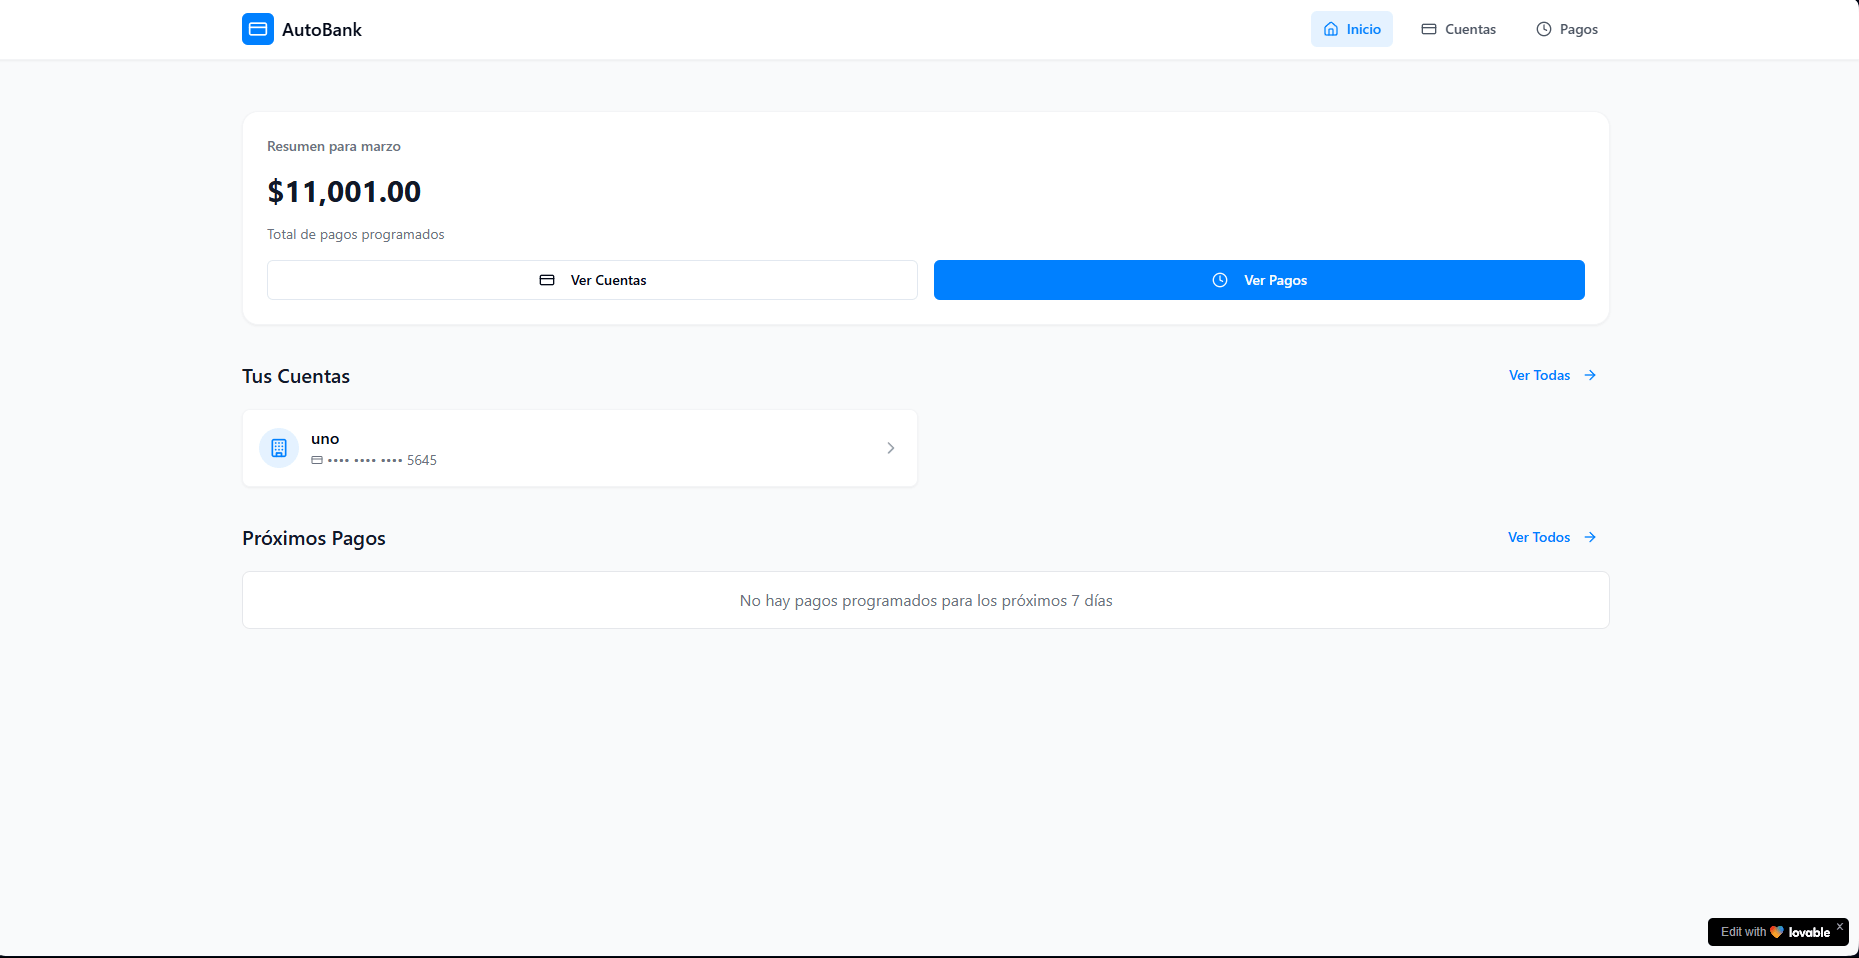 AutoBank
Inicio
Cuentas
Pagos
Resumen para marzo
$11,001.00
Total de pagos programados
Ver Cuentas
Ver Pagos
Tus Cuentas
Ver Todas
uno
•••• •••• •••• 5645
Próximos Pagos
Ver Todos
No hay pagos programados para los próximos 7 días
Edit with lovable
x